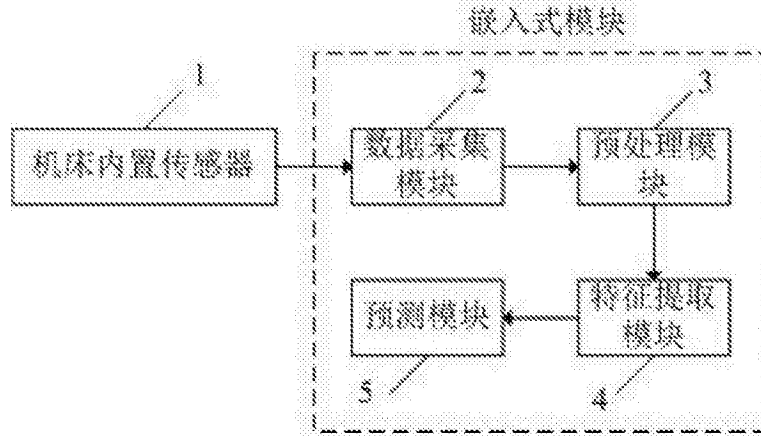 嵌入式模块
1
2
3
机床内置传感器
数据采集
模块
预处理模
块
预测模块
特征提取
模块
5
4